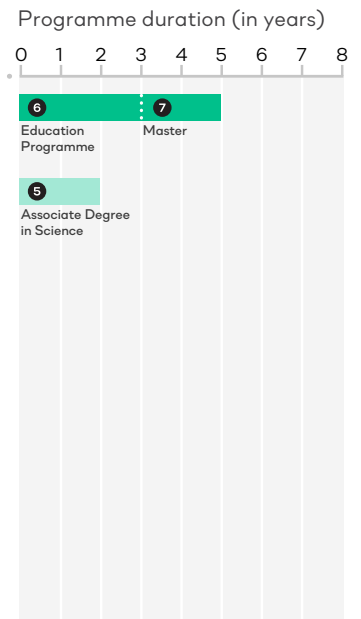 Programme duration (in years)
0 1 2 3 4 5 6 7 8
6 7
Education Master
Programme
5
Associate Degree
in Science